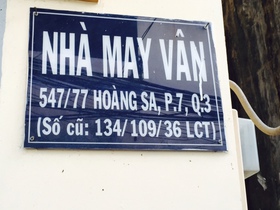 NHÀ MAY VÂN
547/77 HOÀNG SA, P.7, Q.3
(Số cũ: 134/109/36 LCT)